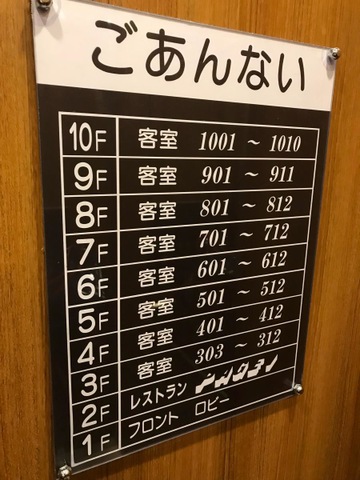 ごあんない
10F 客室 1001 ～ 1010
9F 客室 901 ～ 911
8F 客室 801 ～ 812
7F 客室 701 ～ 712
6F 客室 601 ～ 612
5F 客室 501 ～ 512
4F 客室 401 ～ 412
3F 客室 303 ～ 312
2F レストラン
1F フロント ロビー